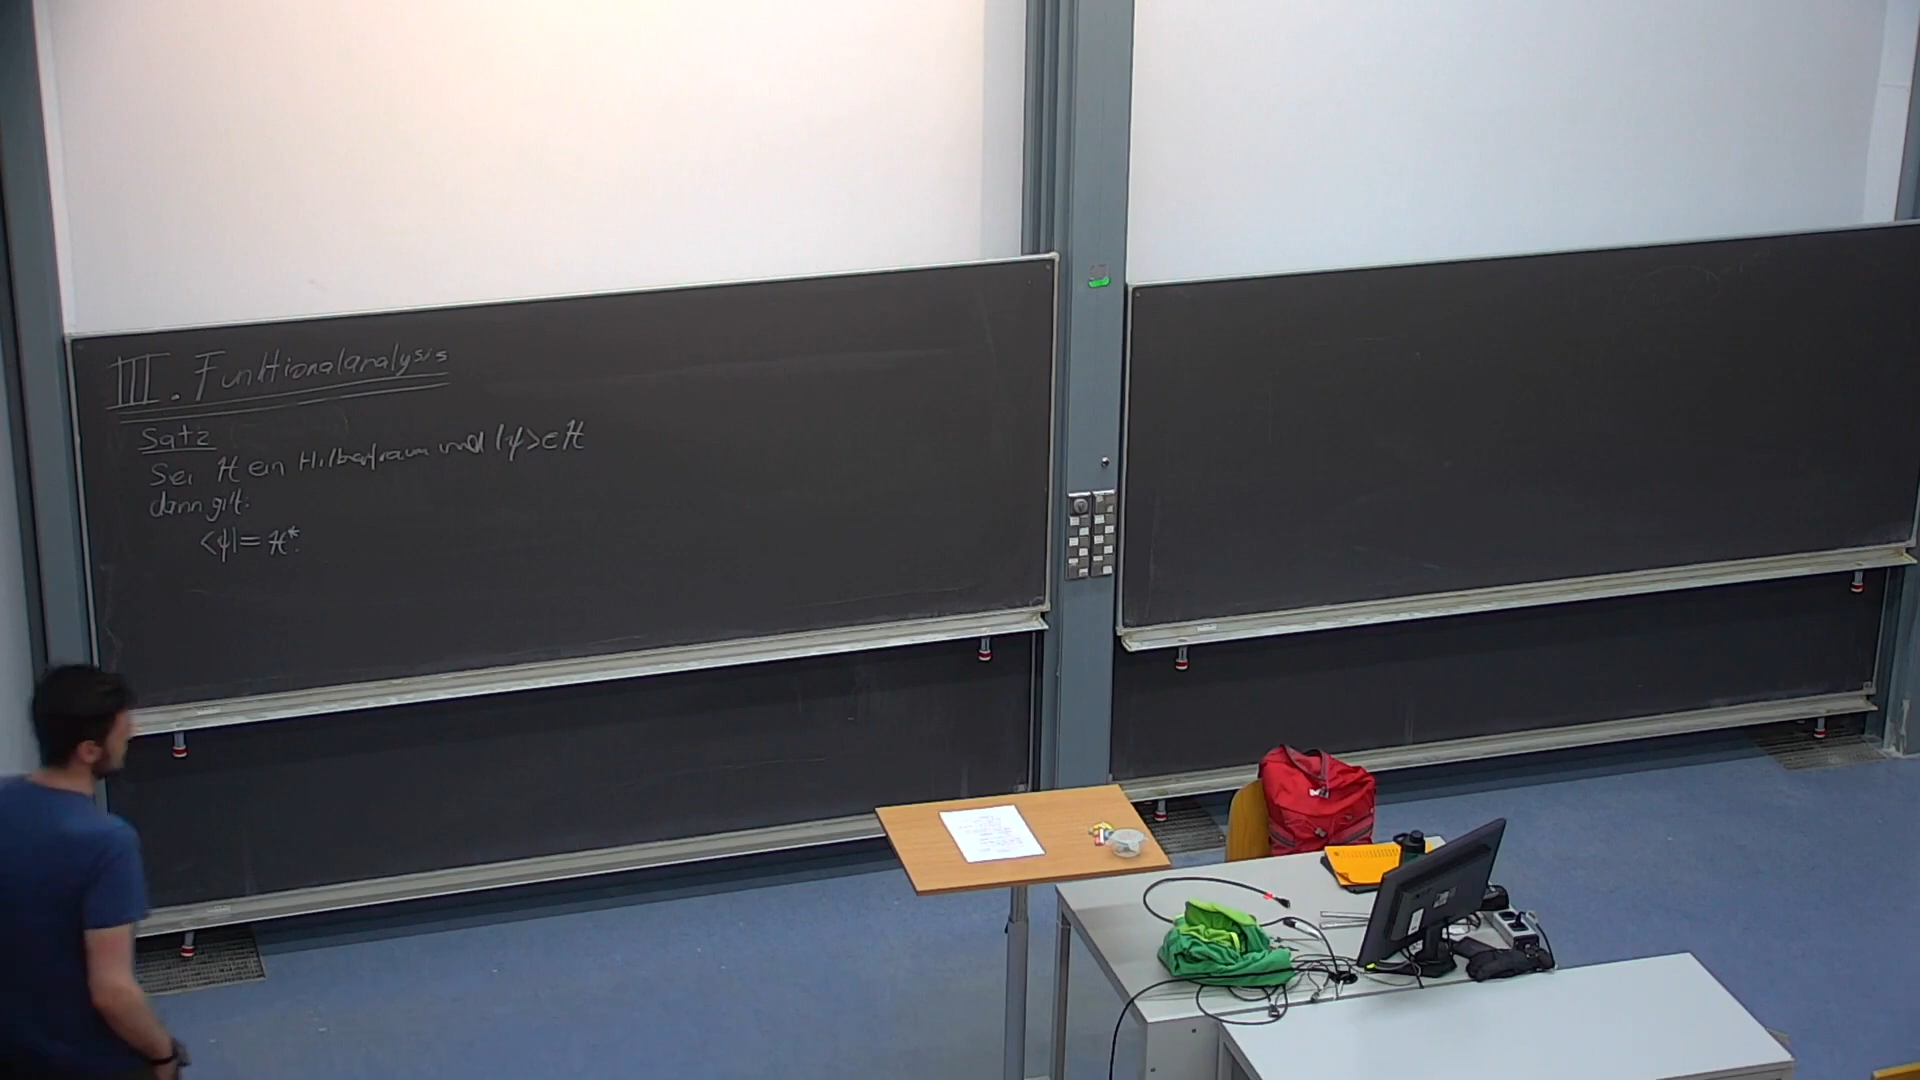 III. Funktionalanalysis
Satz
Sei ℋ ein Hilbertraum und |ψ> ∈ ℋ
dann gilt:
<ψ| = ℋ*.